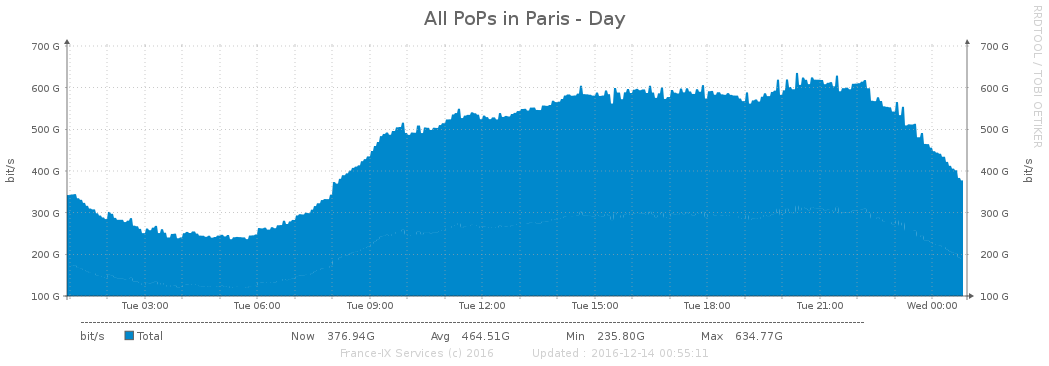 All PoPs in Paris - Day
RRDTOOL / TOBI OETIKER
700 G 700 G
600 G 600 G
500 G 500 G
400 G 400 G
bit/s bit/s
300 G 300 G
200 G 200 G
100 G 100 G
Tue 03:00 Tue 06:00 Tue 09:00 Tue 12:00 Tue 15:00 Tue 18:00 Tue 21:00 Wed 00:00
bit/s Total Now 376.94G Avg 464.51G Min 235.80G Max 634.77G
France-IX Services (c) 2016 Updated : 2016-12-14 00:55:11